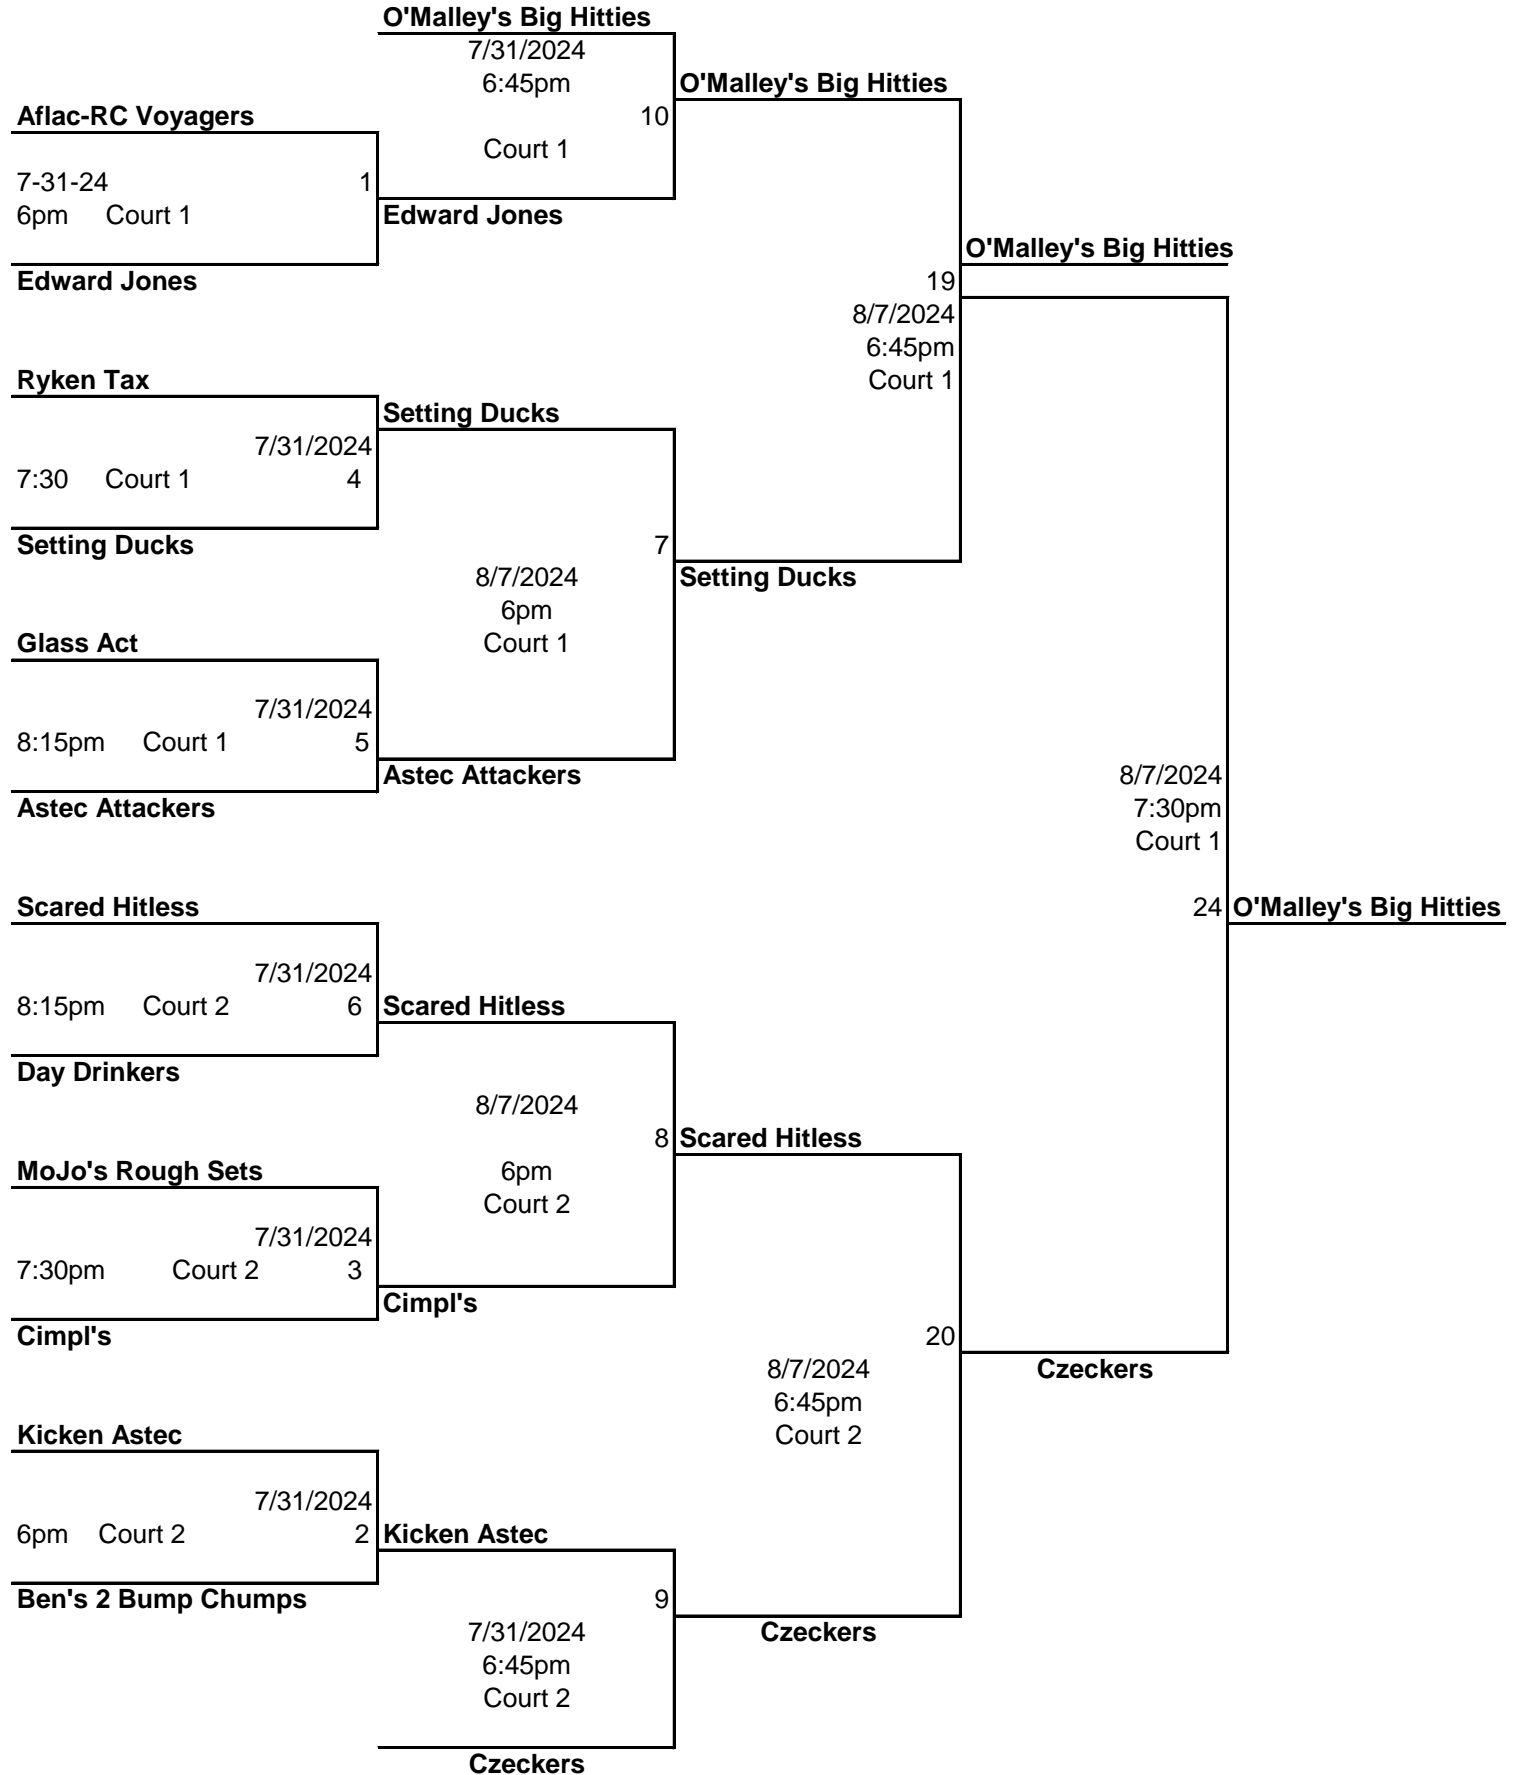 O'Malley's Big Hitties
7/31/2024
6:45pm
O'Malley's Big Hitties
Aflac-RC Voyagers
10
Court 1
7-31-24 1
6pm Court 1
Edward Jones
O'Malley's Big Hitties
Edward Jones
19
8/7/2024
6:45pm
Ryken Tax
Court 1
Setting Ducks
7/31/2024
7:30 Court 1 4
Setting Ducks
7
8/7/2024
Setting Ducks
6pm
Glass Act
Court 1
7/31/2024
8:15pm Court 1 5
Astec Attackers
8/7/2024
Astec Attackers
7:30pm
Court 1
Scared Hitless
24 O'Malley's Big Hitties
7/31/2024
8:15pm Court 2 6
Scared Hitless
Day Drinkers
8/7/2024
8 Scared Hitless
MoJo's Rough Sets
6pm
Court 2
7/31/2024
7:30pm Court 2 3
Cimpl's
Cimpl's
20
8/7/2024
Czeckers
6:45pm
Kicken Astec
Court 2
7/31/2024
6pm Court 2 2
Kicken Astec
Ben's 2 Bump Chumps
9
7/31/2024
Czeckers
6:45pm
Court 2
Czeckers